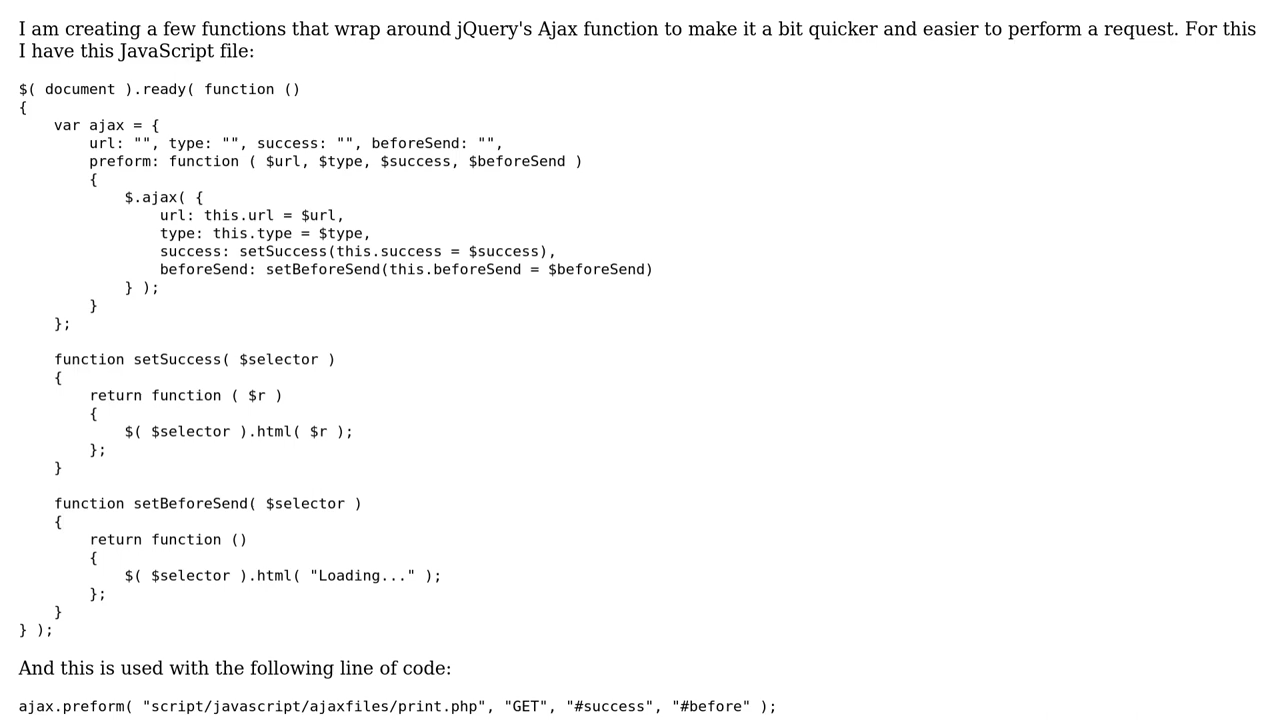 I am creating a few functions that wrap around jQuery's Ajax function to make it a bit quicker and easier to perform a request. For this
I have this JavaScript file:
$( document ).ready( function ()
{
    var ajax = {
        url: "", type: "", success: "", beforeSend: "",
        preform: function ( $url, $type, $success, $beforeSend )
        {
            $.ajax( {
                url: this.url = $url,
                type: this.type = $type,
                success: setSuccess(this.success = $success),
                beforeSend: setBeforeSend(this.beforeSend = $beforeSend)
            } );
        }
    };
    function setSuccess( $selector )
    {
        return function ( $r )
        {
            $( $selector ).html( $r );
        };
    }
    function setBeforeSend( $selector )
    {
        return function ()
        {
            $( $selector ).html( "Loading..." );
        };
    }
} );
And this is used with the following line of code:
ajax.preform( "script/javascript/ajaxfiles/print.php", "GET", "#success", "#before" );